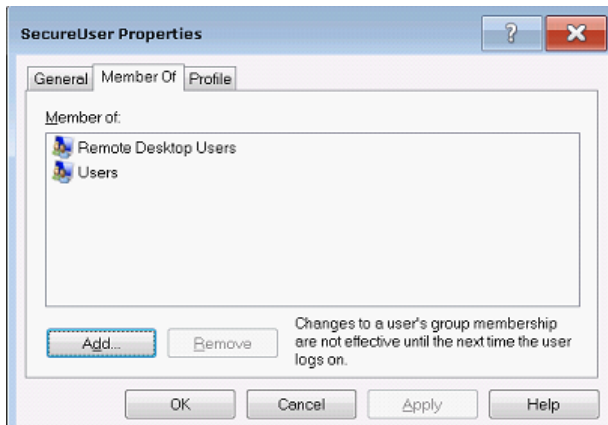 SecureUser Properties
?
General Member Of Profile
Member of:
Remote Desktop Users
Users
Add... Remove
Changes to a user's group membership
are not effective until the next time the user
logs on.
OK Cancel Apply Help